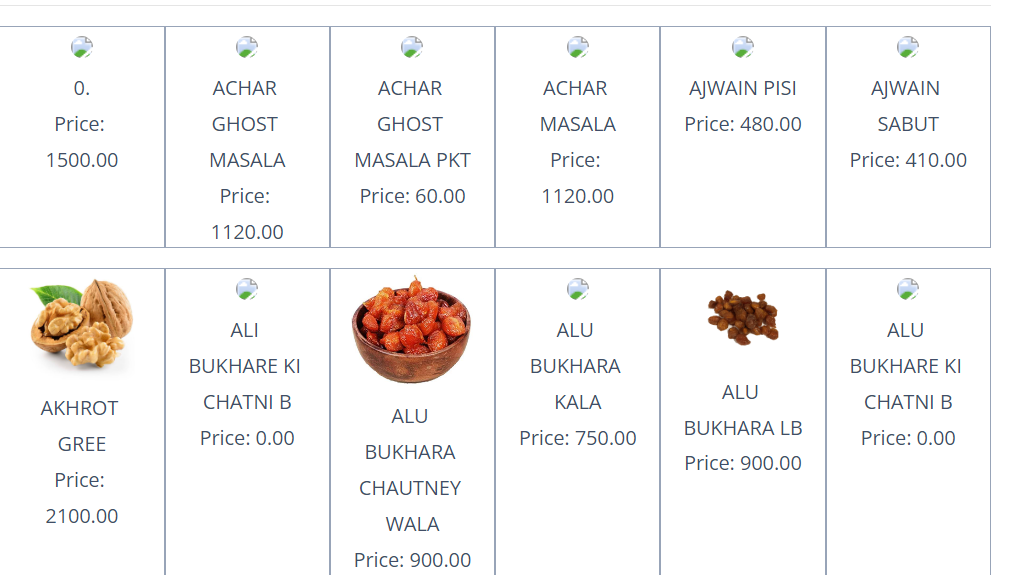 0.
Price:
1500.00
ACHAR
GHOST
MASALA
Price:
1120.00
ACHAR
GHOST
MASALA PKT
Price: 60.00
ACHAR
MASALA
Price:
1120.00
AJWAIN PISI
Price: 480.00
AJWAIN
SABUT
Price: 410.00
AKHROT
GREE
Price:
2100.00
ALI
BUKHARE KI
CHATNI B
Price: 0.00
ALU
BUKHARA
CHAUTNEY
WALA
Price: 900.00
ALU
BUKHARA
KALA
Price: 750.00
ALU
BUKHARA LB
Price: 900.00
ALU
BUKHARE KI
CHATNI B
Price: 0.00